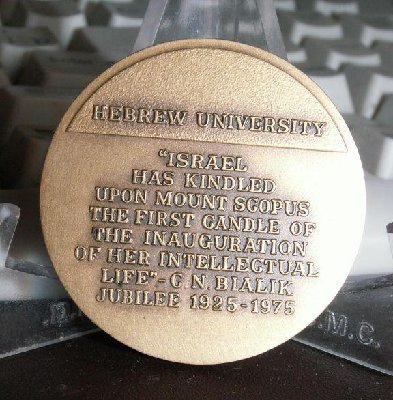 HEBREW UNIVERSITY
"ISRAEL
HAS KINDLED
UPON MOUNT SCOPUS
THE FIRST CANDLE OF
THE INAUGURATION
OF HER INTELLECTUAL
LIFE"-C. N. BIALIK
JUBILEE 1925-1975
.M.C.